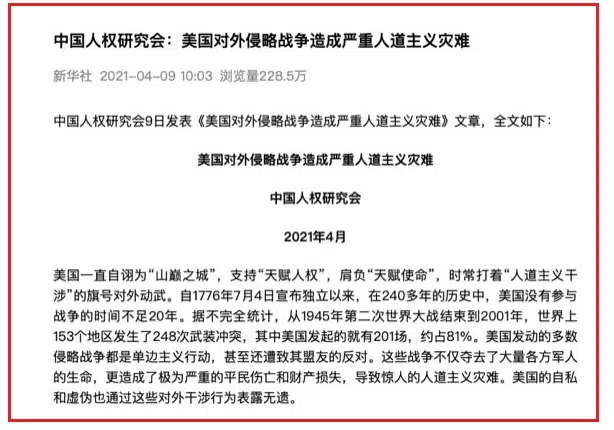 中国人权研究会：美国对外侵略战争造成严重人道主义灾难
新华社 2021-04-09 10:03 浏览量228.5万
中国人权研究会9日发表《美国对外侵略战争造成严重人道主义灾难》文章，全文如下：
美国对外侵略战争造成严重人道主义灾难
中国人权研究会
2021年4月
美国一直自诩为“山巅之城”，支持“天赋人权”，肩负“天赋使命”，时常打着“人道主义干
涉”的旗号对外动武。自1776年7月4日宣布独立以来，在240多年的历史中，美国没有参与
战争的时间不足20年。据不完全统计，从1945年第二次世界大战结束到2001年，世界上
153个地区发生了248次武装冲突，其中美国发起的就有201场，约占81%。美国发动的多数
侵略战争都是单边主义行动，甚至还遭致其盟友的反对。这些战争不仅夺去了大量各方军人
的生命，更造成了极为严重的平民伤亡和财产损失，导致惊人的人道主义灾难。美国的自私
和虚伪也通过这些对外干涉行为表露无遗。